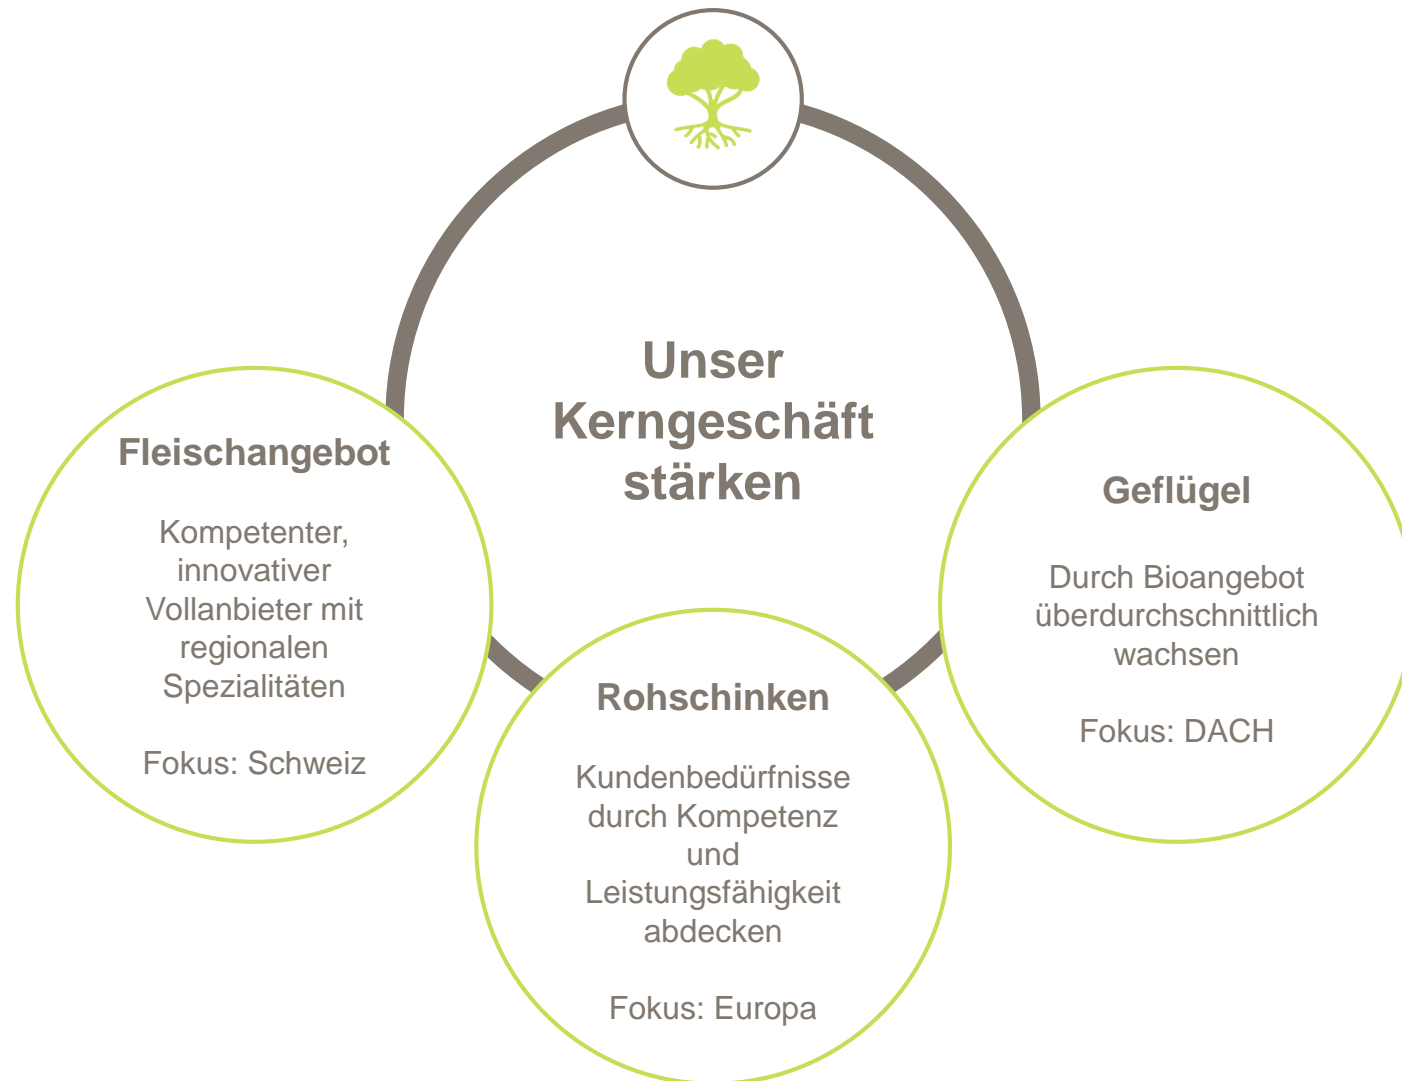 Unser
Kerngeschäft
stärken
Fleischangebot
Kompetenter,
innovativer
Vollanbieter mit
regionalen
Spezialitäten
Fokus: Schweiz
Rohschinken
Kundenbedürfnisse
durch Kompetenz
und
Leistungsfähigkeit
abdecken
Fokus: Europa
Geflügel
Durch Bioangebot
überdurchschnittlich
wachsen
Fokus: DACH